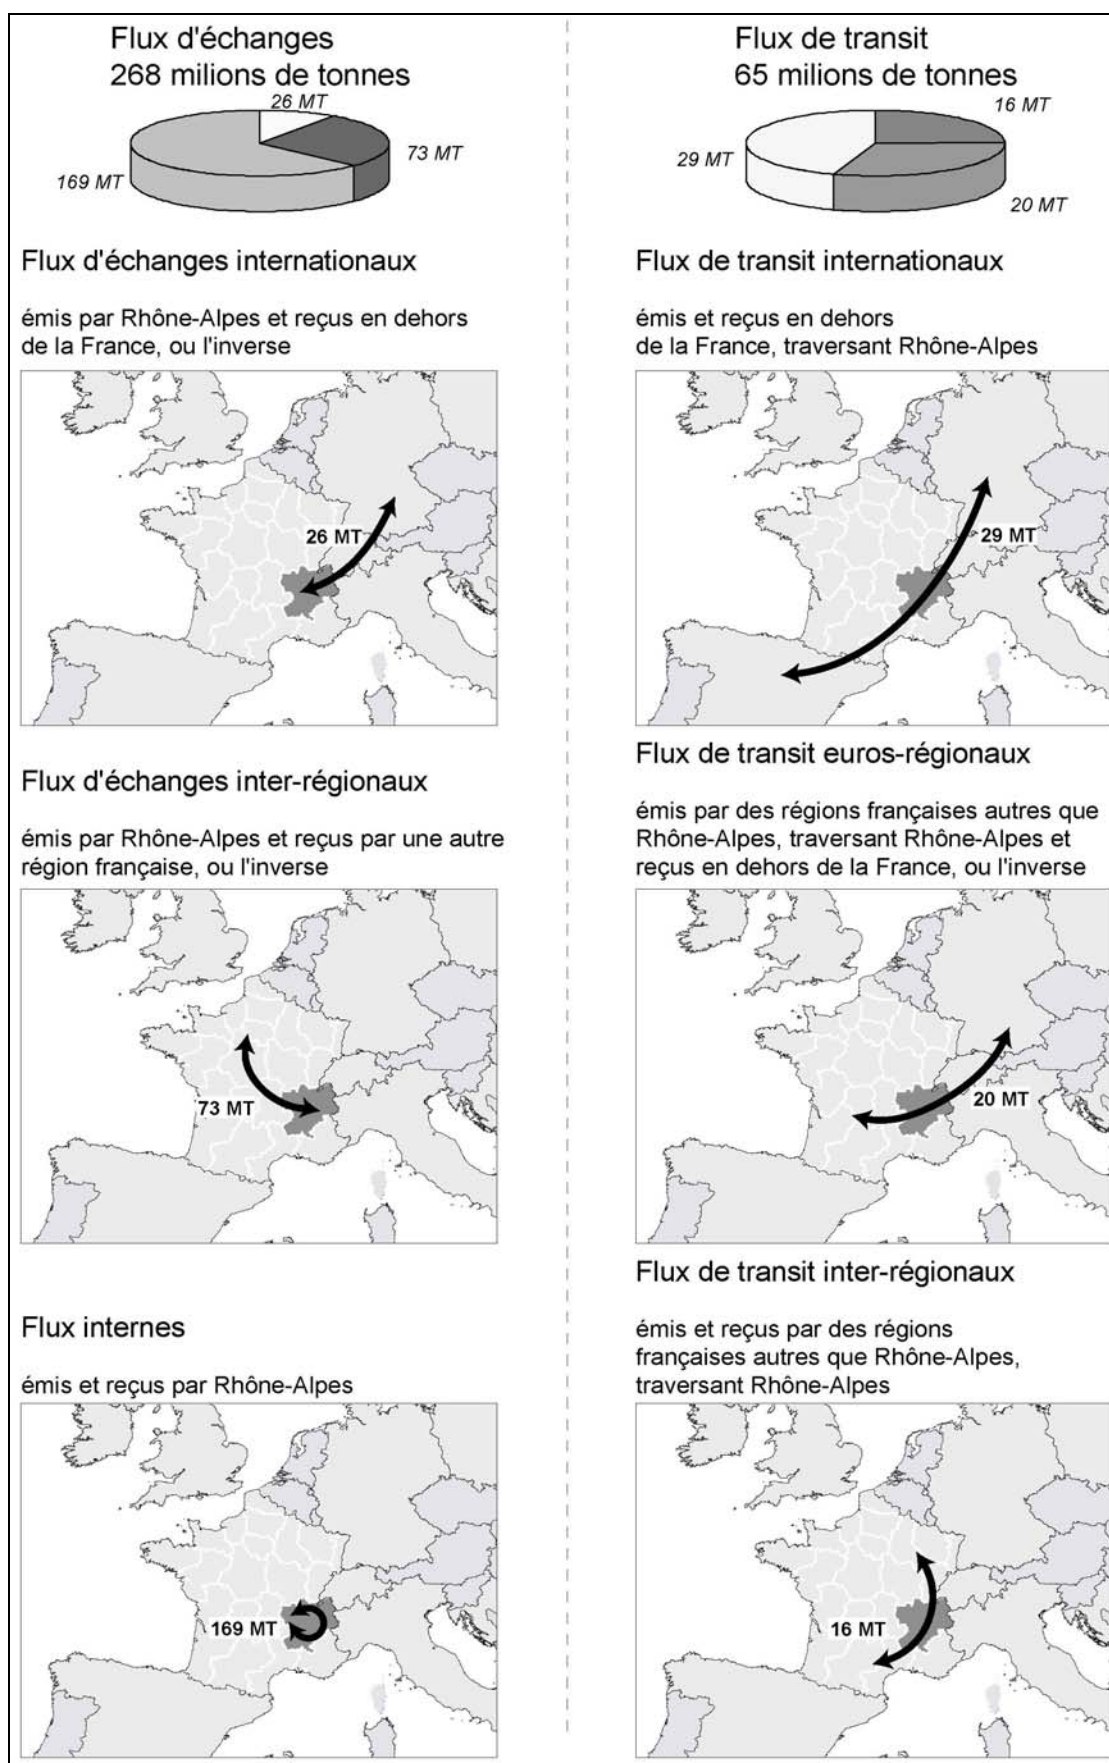 Flux d'échanges
268 milions de tonnes
26 MT
73 MT
169 MT
Flux d'échanges internationaux
émis par Rhône-Alpes et reçus en dehors
de la France, ou l'inverse
26 MT
Flux d'échanges inter-régionaux
émis par Rhône-Alpes et reçus par une autre
région française, ou l'inverse
73 MT
Flux internes
émis et reçus par Rhône-Alpes
169 MT
Flux de transit
65 milions de tonnes
16 MT
29 MT
20 MT
Flux de transit internationaux
émis et reçus en dehors
de la France, traversant Rhône-Alpes
29 MT
Flux de transit euros-régionaux
émis par des régions françaises autres que
Rhône-Alpes, traversant Rhône-Alpes et
reçus en dehors de la France, ou l'inverse
20 MT
Flux de transit inter-régionaux
émis et reçus par des régions
françaises autres que Rhône-Alpes,
traversant Rhône-Alpes
16 MT